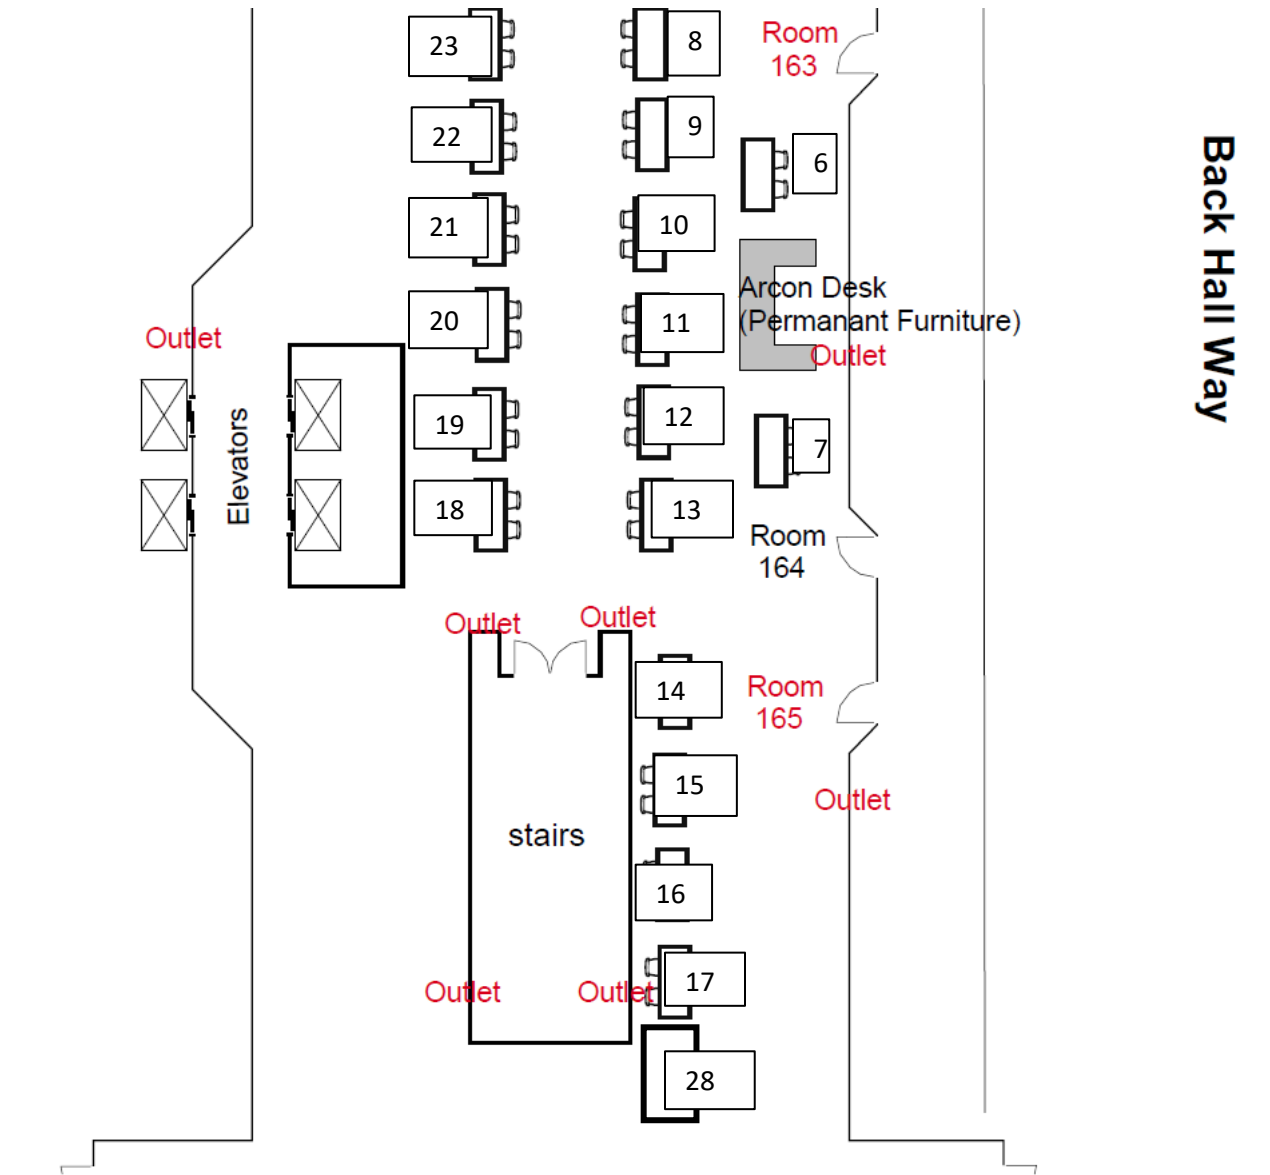 23
8
Room
163
22
9
6
21
10
Arcon Desk
(Permanant Furniture)
Outlet
Back Hall Way
20
11
Outlet
19
12
7
Elevators
18
13
Room
164
Outlet
Outlet
14
Room
165
15
Outlet
stairs
16
17
Outlet
Outlet
28